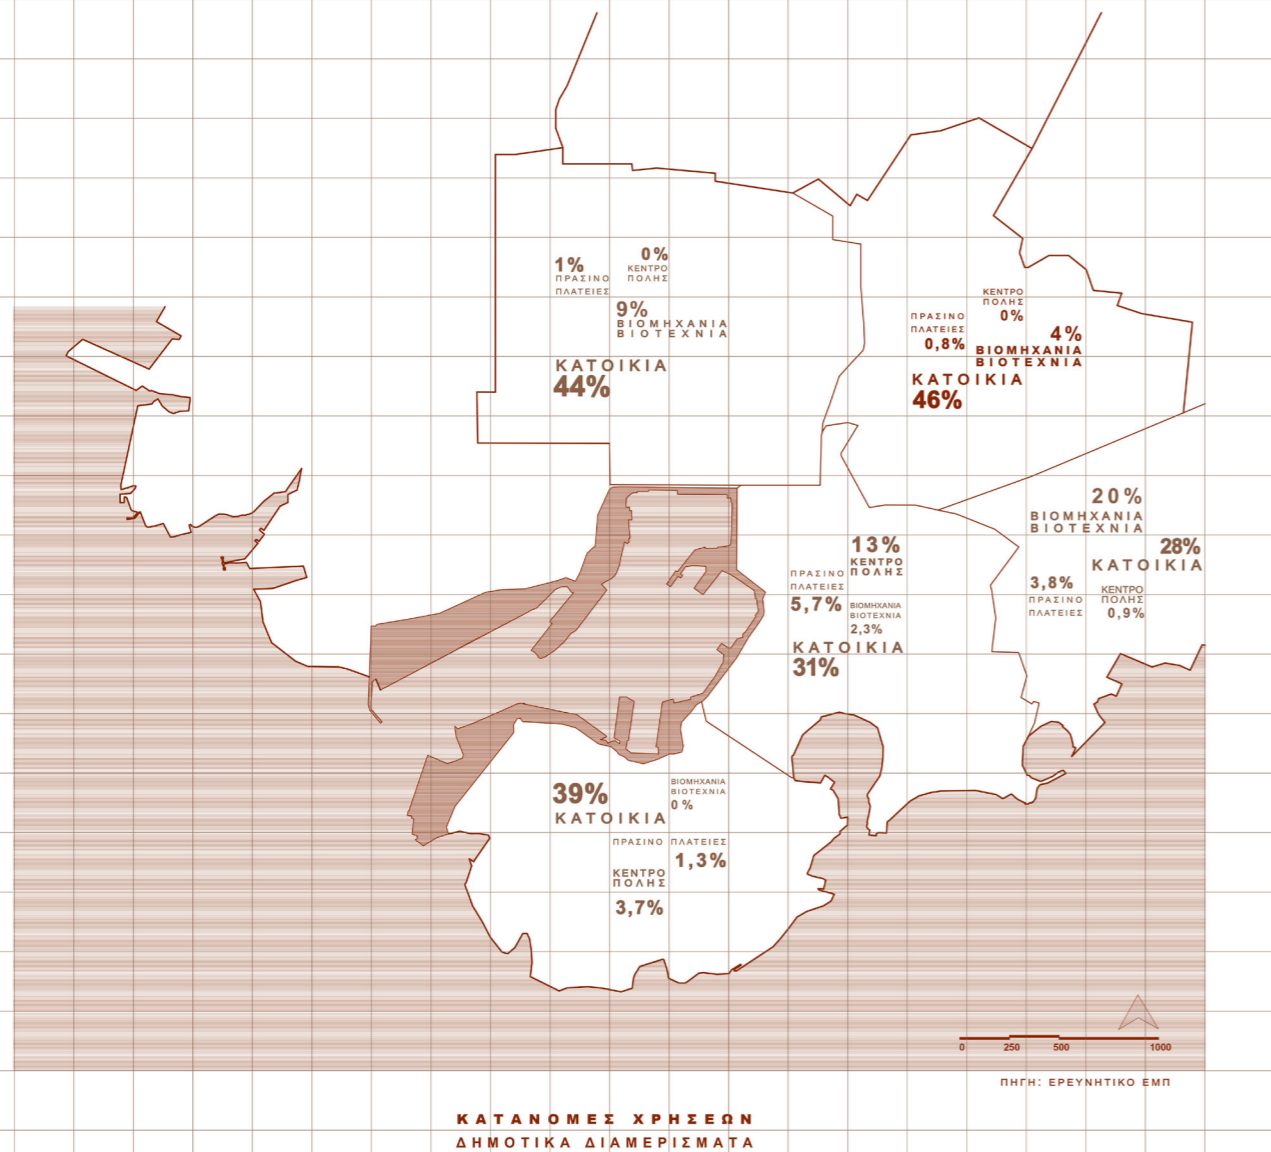 0%
1%
ΚΕΝΤΡΟ
ΠΟΛΗΣ
ΠΡΑΣΙΝΟ
ΠΛΑΤΕΙΕΣ
9%
ΒΙΟΜΗΧΑΝΙΑ
ΒΙΟΤΕΧΝΙΑ
ΚΑΤΟΙΚΙΑ
44%
ΚΕΝΤΡΟ
ΠΟΛΗΣ
0%
ΠΡΑΣΙΝΟ
ΠΛΑΤΕΙΕΣ
0,8%
4%
ΒΙΟΜΗΧΑΝΙΑ
ΒΙΟΤΕΧΝΙΑ
ΚΑΤΟΙΚΙΑ
46%
20%
ΒΙΟΜΗΧΑΝΙΑ
ΒΙΟΤΕΧΝΙΑ
28%
ΚΑΤΟΙΚΙΑ
3,8%
ΠΡΑΣΙΝΟ
ΠΛΑΤΕΙΕΣ
ΚΕΝΤΡΟ
ΠΟΛΗΣ
0,9%
13%
ΚΕΝΤΡΟ
ΠΟΛΗΣ
ΠΡΑΣΙΝΟ
ΠΛΑΤΕΙΕΣ
5,7%
ΒΙΟΜΗΧΑΝΙΑ
ΒΙΟΤΕΧΝΙΑ
2,3%
ΚΑΤΟΙΚΙΑ
31%
39%
ΚΑΤΟΙΚΙΑ
ΒΙΟΜΗΧΑΝΙΑ
ΒΙΟΤΕΧΝΙΑ
0 %
ΠΡΑΣΙΝΟ ΠΛΑΤΕΙΕΣ
1,3%
ΚΕΝΤΡΟ
ΠΟΛΗΣ
3,7%
0 250 500 1000
ΠΗΓΗ: ΕΡΕΥΝΗΤΙΚΟ ΕΜΠ
ΚΑΤΑΝΟΜΕΣ ΧΡΗΣΕΩΝ
ΔΗΜΟΤΙΚΑ ΔΙΑΜΕΡΙΣΜΑΤΑ